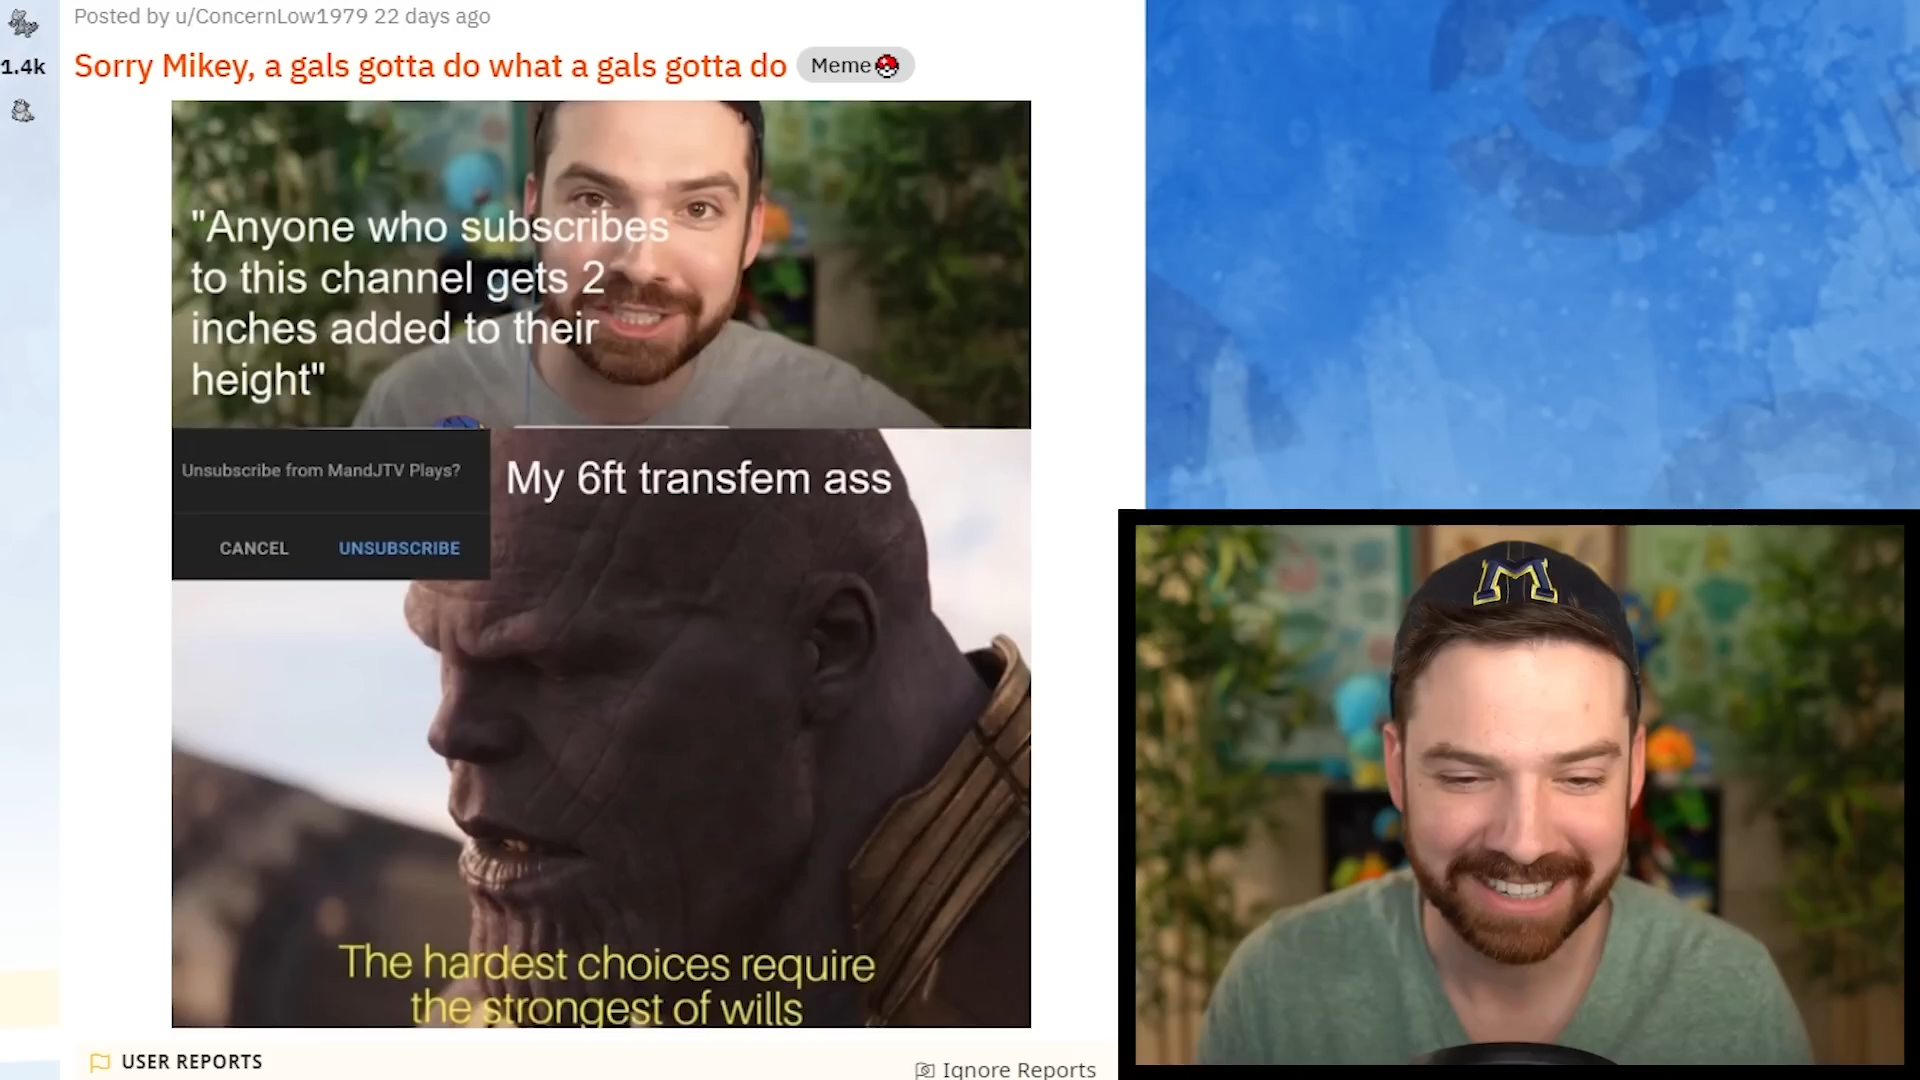 Posted by u/ConcernLow1979 22 days ago
1.4k
Sorry Mikey, a gals gotta do what a gals gotta do
Meme
"Anyone who subscribes
to this channel gets 2
inches added to their
height"
Unsubscribe from MandJTV Plays?
CANCEL UNSUBSCRIBE
My 6ft transfem ass
The hardest choices require
the strongest of wills
USER REPORTS
Ignore Reports
M